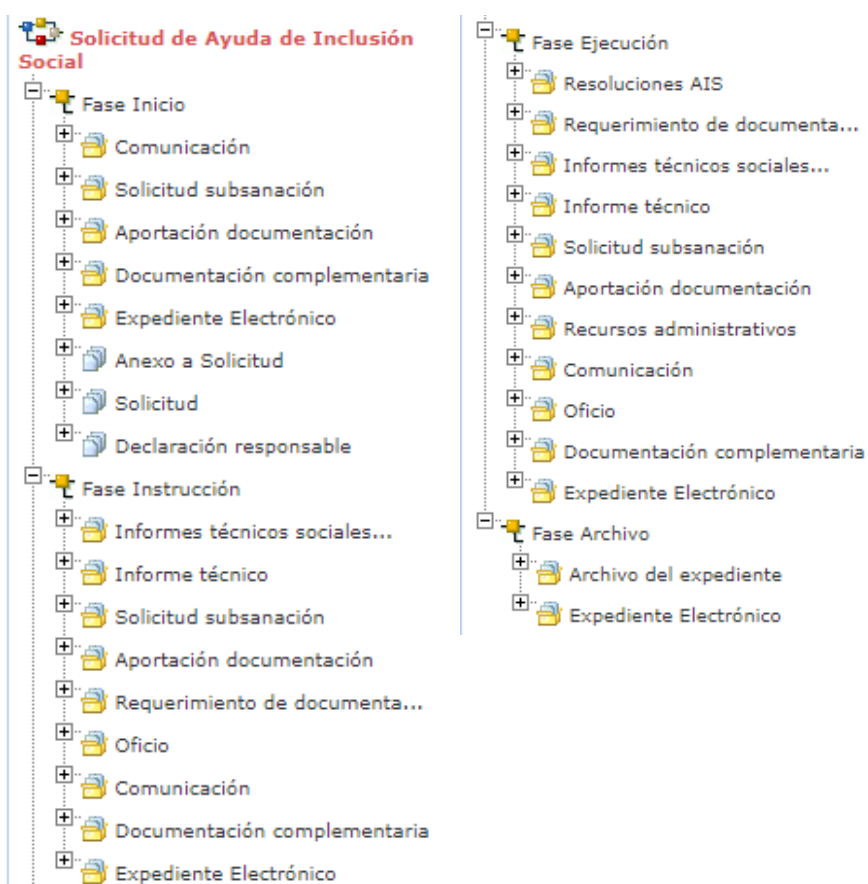 Solicitud de Ayuda de Inclusión
Social
Fase Inicio
Comunicación
Solicitud subsanación
Aportación documentación
Documentación complementaria
Expediente Electrónico
Anexo a Solicitud
Solicitud
Declaración responsable
Fase Instrucción
Informes técnicos sociales...
Informe técnico
Solicitud subsanación
Aportación documentación
Requerimiento de documenta...
Oficio
Comunicación
Documentación complementaria
Expediente Electrónico
Fase Ejecución
Resoluciones AIS
Requerimiento de documenta...
Informes técnicos sociales...
Informe técnico
Solicitud subsanación
Aportación documentación
Recursos administrativos
Comunicación
Oficio
Documentación complementaria
Expediente Electrónico
Fase Archivo
Archivo del expediente
Expediente Electrónico